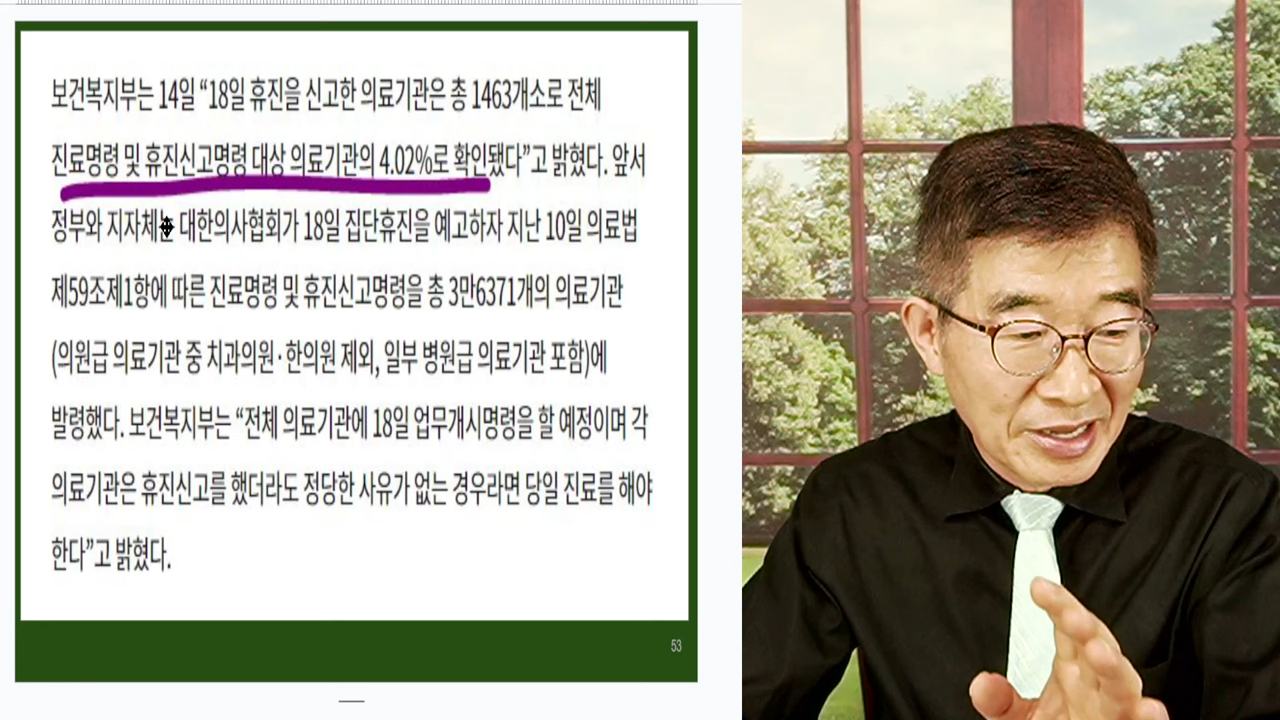 보건복지부는 14일 “18일 휴진을 신고한 의료기관은 총 1463개소로 전체
진료명령 및 휴진신고명령 대상 의료기관의 4.02%로 확인됐다”고 밝혔다. 앞서
정부와 지자체 대한의사협회가 18일 집단휴진을 예고하자 지난 10일 의료법
제59조제1항에 따른 진료명령 및 휴진신고명령을 총 3만6371개의 의료기관
(의원급 의료기관 중 치과의원·한의원 제외, 일부 병원급 의료기관 포함)에
발령했다. 보건복지부는 “전체 의료기관에 18일 업무개시명령을 할 예정이며 각
의료기관은 휴진신고를 했더라도 정당한 사유가 없는 경우라면 당일 진료를 해야
한다”고 밝혔다.
53